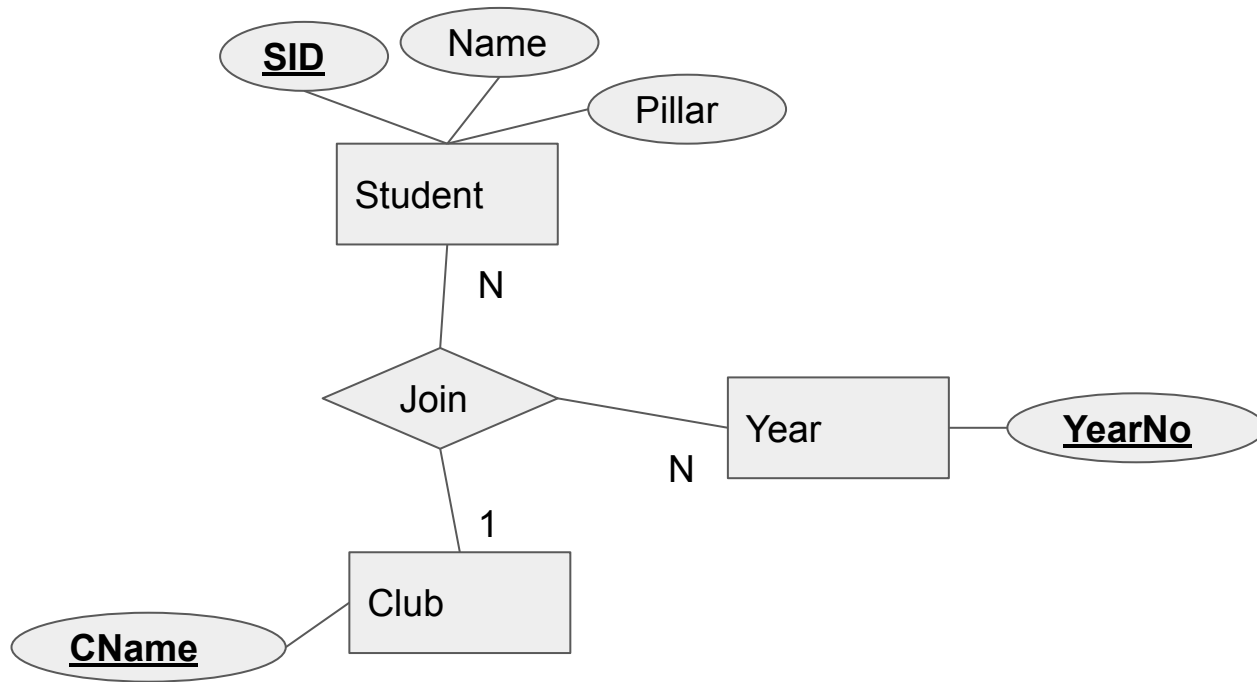 SID
Name
Pillar
Student
N
Join
Year
YearNo
N
1
Club
CName